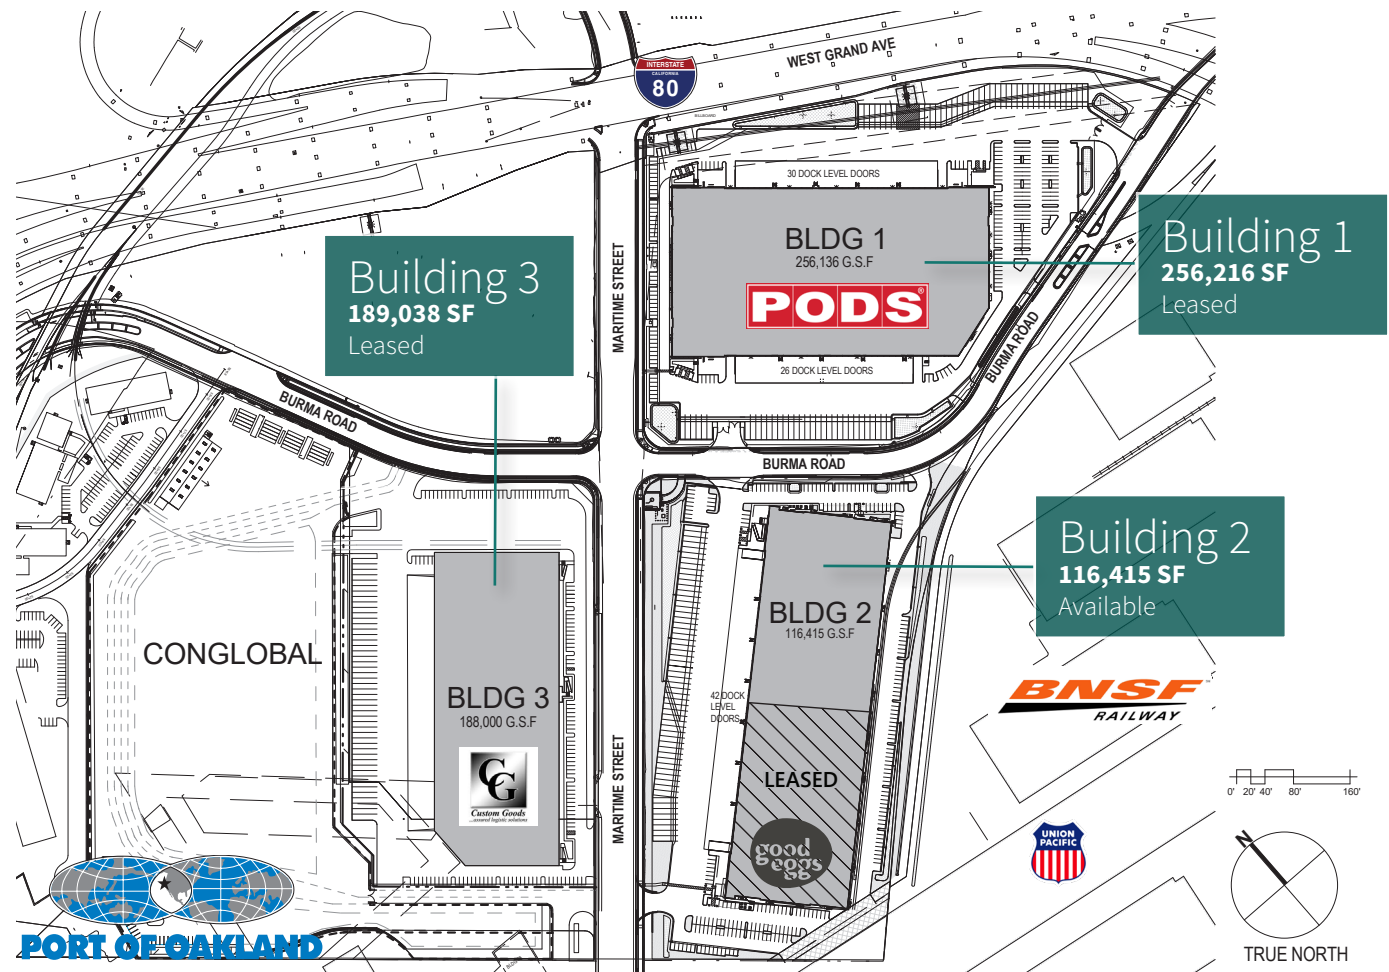 WEST GRAND AVE
INTERSTATE
CALIFORNIA
80
BILLBOARD
30 DOCK LEVEL DOORS
BLDG 1
256,136 G.S.F
PODS®
26 DOCK LEVEL DOORS
Building 1
256,216 SF
Leased
Building 3
189,038 SF
Leased
MARITIME STREET
BURMA ROAD
BURMA ROAD
BURMA ROAD
Building 2
116,415 SF
Available
BLDG 2
116,415 G.S.F
CONGLOBAL
BLDG 3
188,000 G.S.F
CG
Custom Goods
...assured logistic solutions
MARITIME STREET
42 DOCK
LEVEL
DOORS
LEASED
good
eggs
BNSF
RAILWAY
UNION
PACIFIC
0' 20' 40' 80' 160'
N
TRUE NORTH
PORT OF OAKLAND